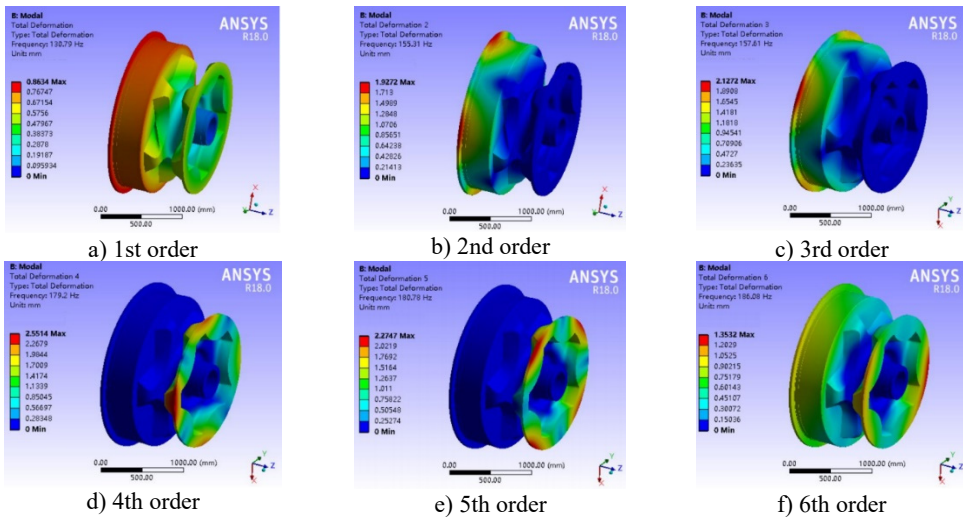 B: Modal
Total Deformation
Type: Total Deformation
Frequency: 130.79 Hz
Unit: mm
ANSYS
R18.0
0.8634 Max
0.76747
0.67154
0.5756
0.47967
0.38373
0.2878
0.19187
0.095934
0 Min
0.00
1000.00 (mm)
500.00
X
Y
Z
a) 1st order
B: Modal
Total Deformation 2
Type: Total Deformation
Frequency: 155.31 Hz
Unit: mm
ANSYS
R18.0
1.9272 Max
1.713
1.4989
1.2848
1.0706
0.85651
0.64238
0.42826
0.21413
0 Min
0.00
1000.00 (mm)
500.00
X
Y
Z
b) 2nd order
B: Modal
Total Deformation 3
Type: Total Deformation
Frequency: 157.61 Hz
Unit: mm
ANSYS
R18.0
2.1272 Max
1.8908
1.6545
1.4181
1.1818
0.94541
0.70906
0.4727
0.23635
0 Min
0.00
1000.00 (mm)
500.00
Y
Z
X
c) 3rd order
B: Modal
Total Deformation 4
Type: Total Deformation
Frequency: 179.2 Hz
Unit: mm
ANSYS
R18.0
2.5514 Max
2.2679
1.9844
1.7009
1.4174
1.1339
0.85045
0.56697
0.28348
0 Min
0.00
1000.00 (mm)
500.00
Y
Z
X
d) 4th order
B: Modal
Total Deformation 5
Type: Total Deformation
Frequency: 180.78 Hz
Unit: mm
ANSYS
R18.0
2.2747 Max
2.0219
1.7692
1.5164
1.2637
1.011
0.75822
0.50548
0.25274
0 Min
0.00
1000.00 (mm)
500.00
Y
Z
X
e) 5th order
B: Modal
Total Deformation 6
Type: Total Deformation
Frequency: 186.08 Hz
Unit: mm
ANSYS
R18.0
1.3532 Max
1.2029
1.0525
0.90215
0.75179
0.60143
0.45107
0.30072
0.15036
0 Min
0.00
1000.00 (mm)
500.00
Y
Z
X
f) 6th order